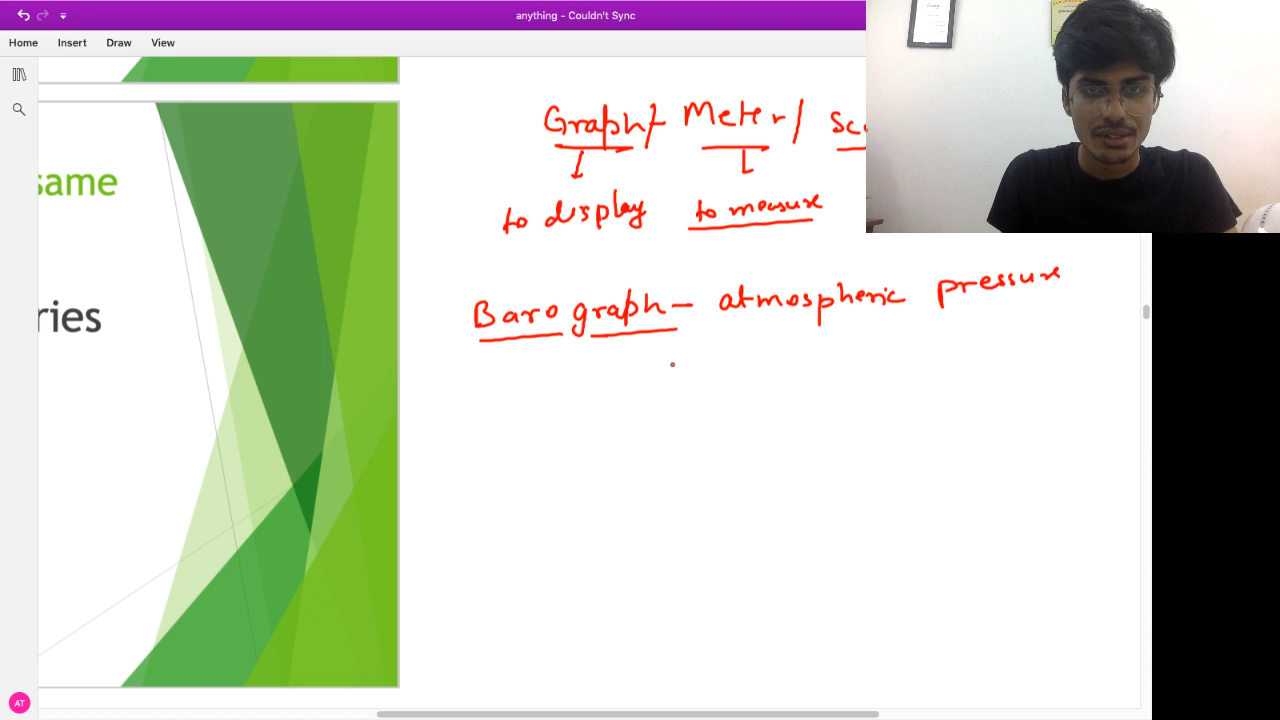 anything - Couldn't Sync
Home Insert Draw View
Graph/ Meter/ Sc
to display to measure
same
Barograph - atmospheric pressure
ries
AT